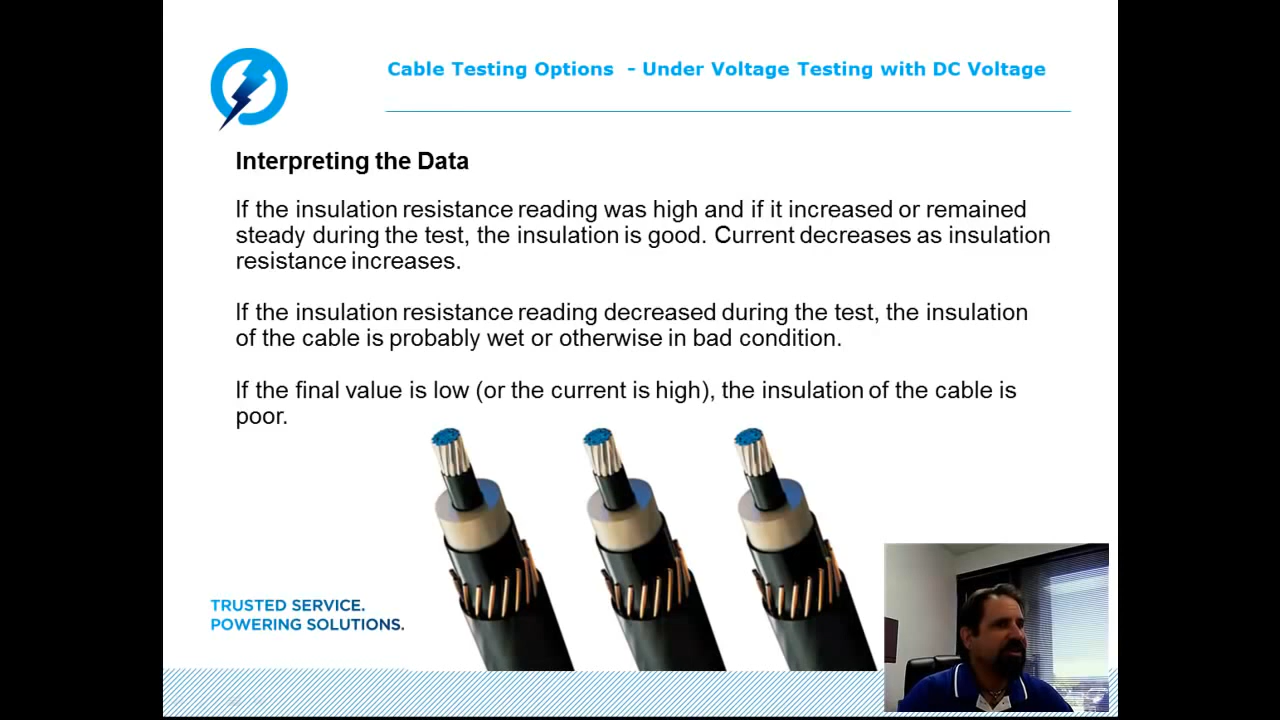 Cable Testing Options - Under Voltage Testing with DC Voltage
Interpreting the Data
If the insulation resistance reading was high and if it increased or remained
steady during the test, the insulation is good. Current decreases as insulation
resistance increases.
If the insulation resistance reading decreased during the test, the insulation
of the cable is probably wet or otherwise in bad condition.
If the final value is low (or the current is high), the insulation of the cable is
poor.
TRUSTED SERVICE.
POWERING SOLUTIONS.